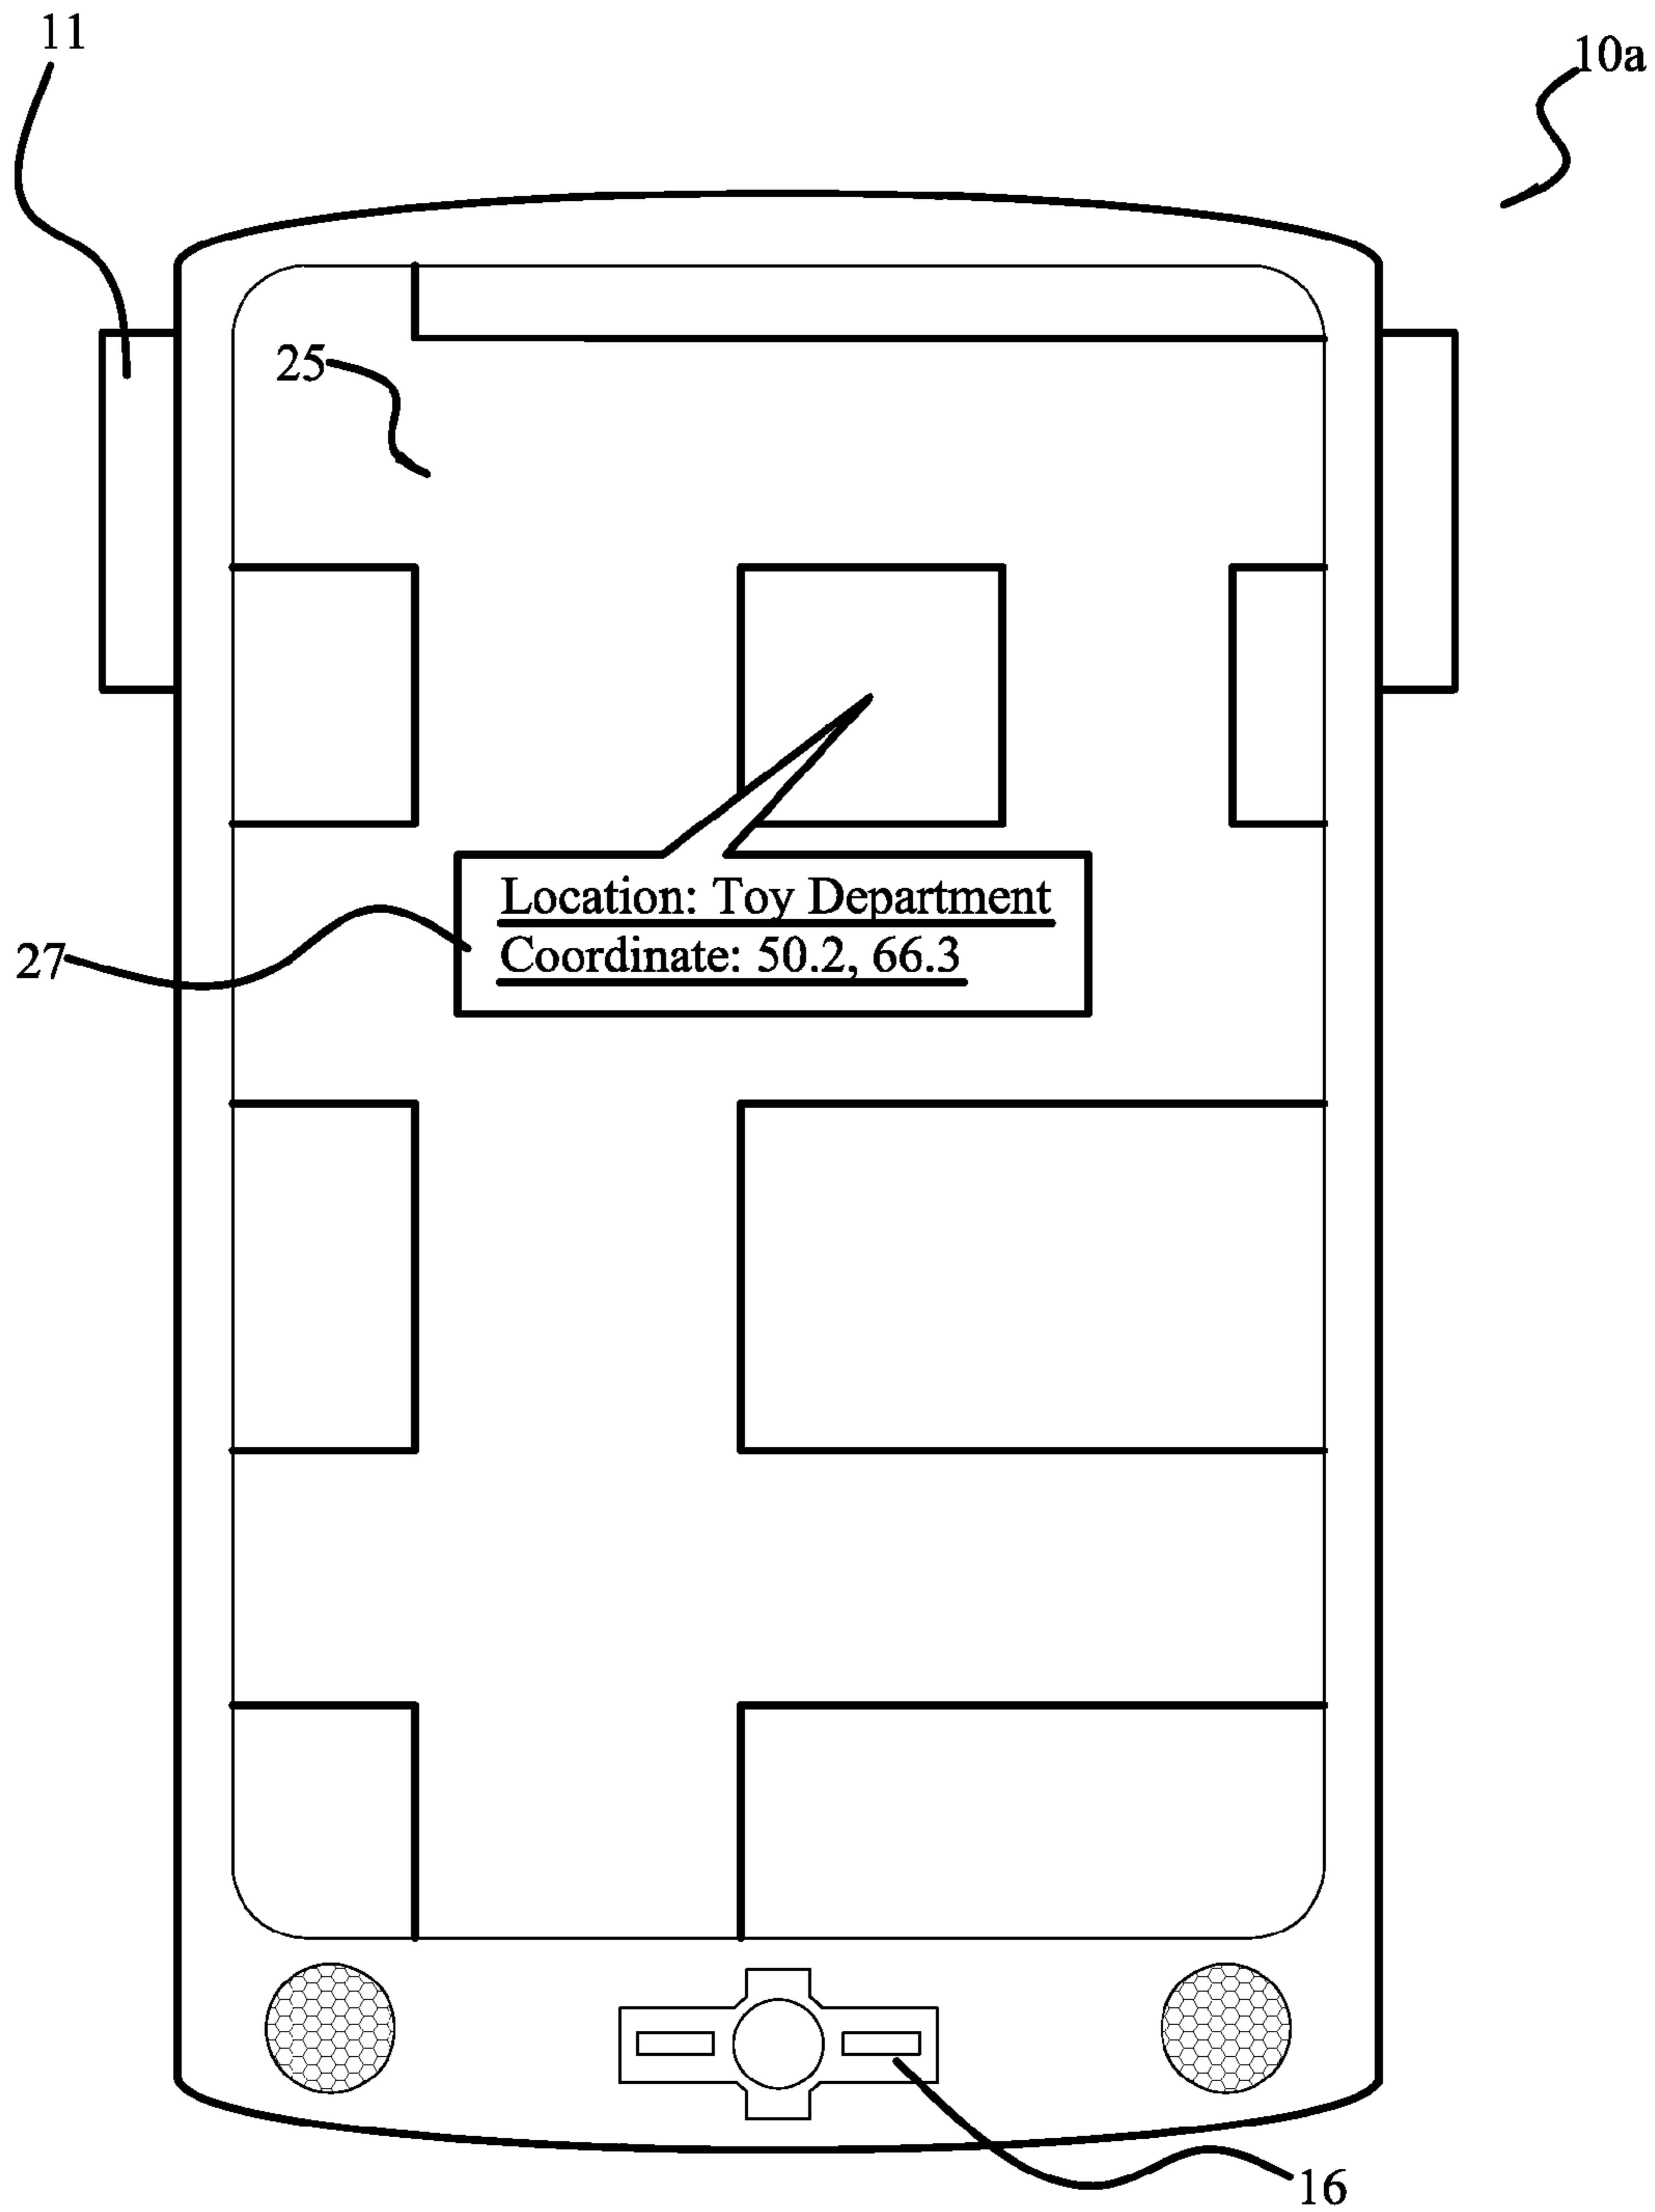 11
10a
25
Location: Toy Department
Coordinate: 50.2, 66.3
27
16